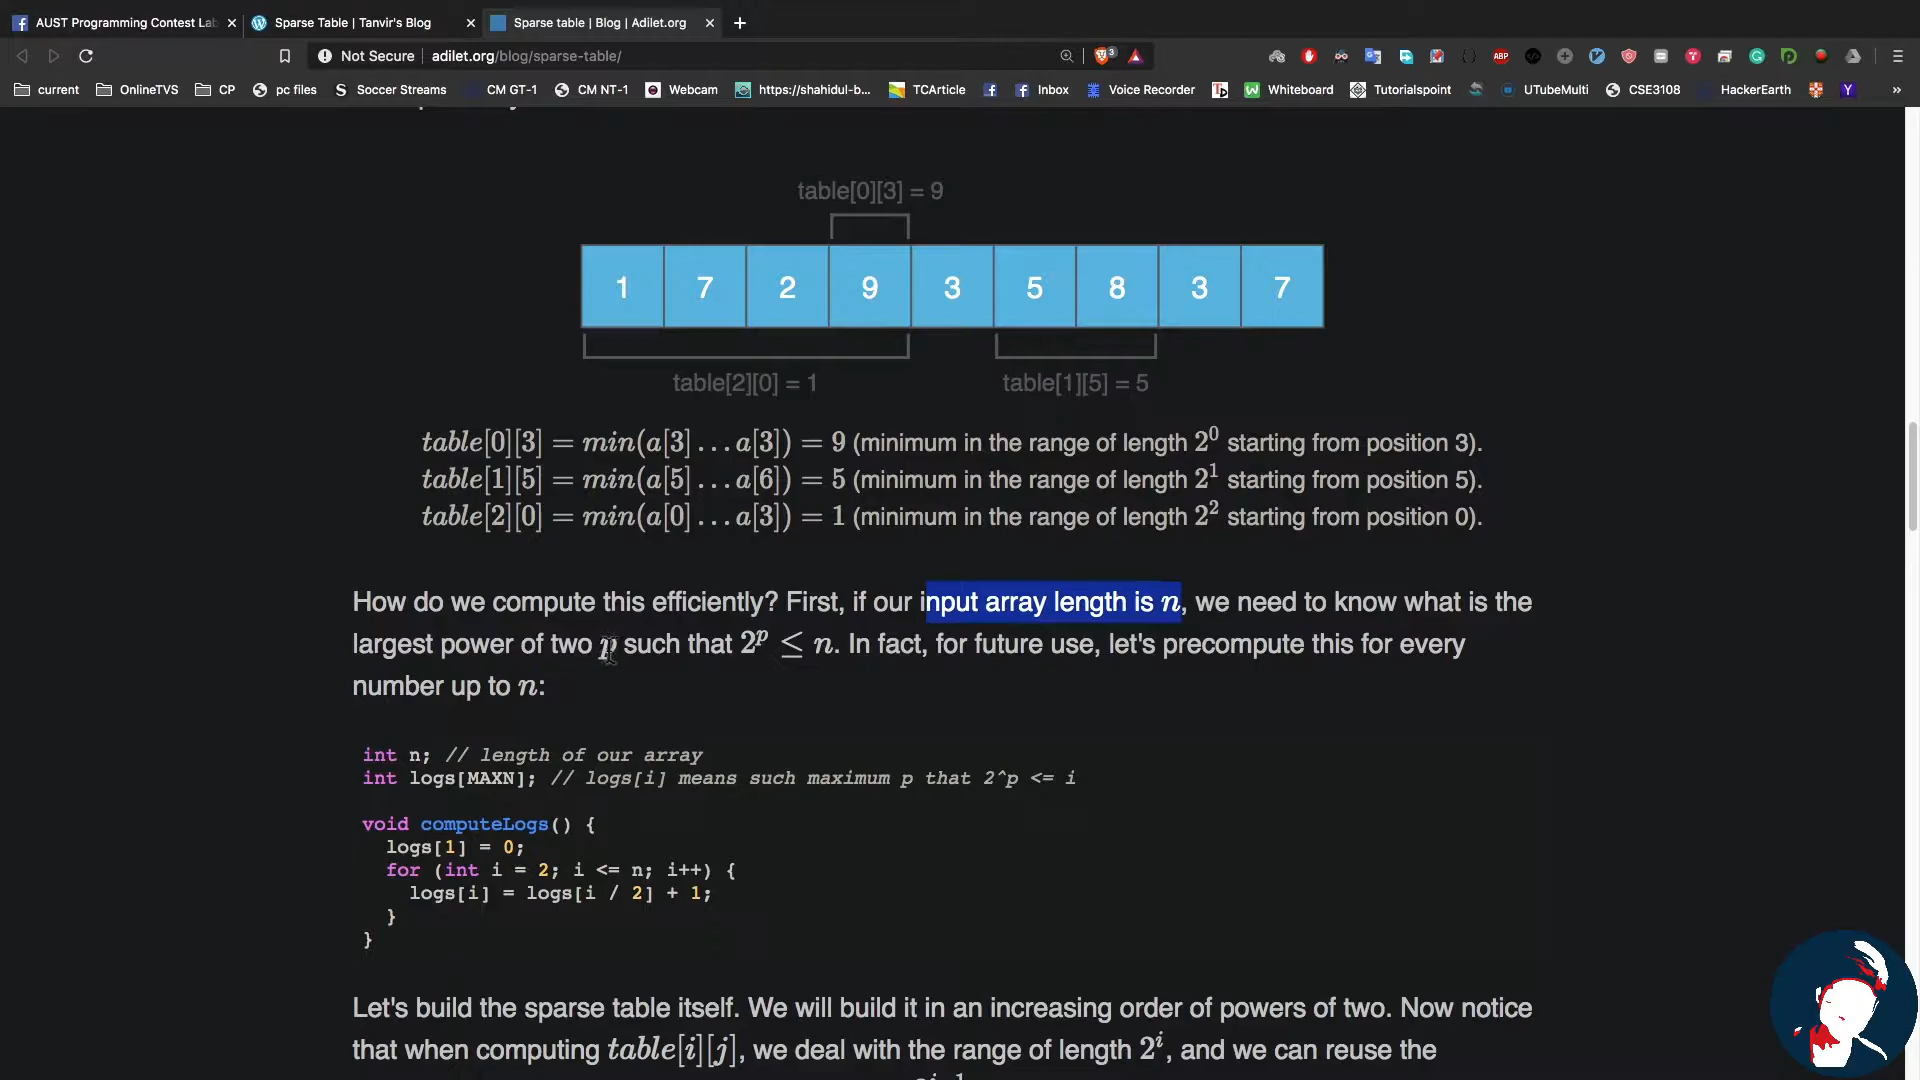 AUST Programming Contest Lab
Sparse Table | Tanvir's Blog
Sparse table | Blog | Adilet.org
Not Secure
adilet.org/blog/sparse-table/
3
ABP
current
OnlineTVS
CP
pc files
Soccer Streams
CM GT-1
CM NT-1
Webcam
https://shahidul-b...
TCArticle
Inbox
Voice Recorder
Whiteboard
Tutorialspoint
UTubeMulti
CSE3108
HackerEarth
»
table[0][3] = 9
1 7 2 9 3 5 8 3 7
table[2][0] = 1
table[1][5] = 5
table[0][3] = min(a[3]...a[3]) = 9 (minimum in the range of length 2^0 starting from position 3).
table[1][5] = min(a[5]...a[6]) = 5 (minimum in the range of length 2^1 starting from position 5).
table[2][0] = min(a[0]...a[3]) = 1 (minimum in the range of length 2^2 starting from position 0).
How do we compute this efficiently? First, if our input array length is n, we need to know what is the
largest power of two p such that 2^p ≤ n. In fact, for future use, let's precompute this for every
number up to n:
int n; // length of our array
int logs[MAXN]; // logs[i] means such maximum p that 2^p <= i
void computeLogs() {
logs[1] = 0;
for (int i = 2; i <= n; i++) {
logs[i] = logs[i / 2] + 1;
}
}
Let's build the sparse table itself. We will build it in an increasing order of powers of two. Now notice
that when computing table[i][j], we deal with the range of length 2^i, and we can reuse the